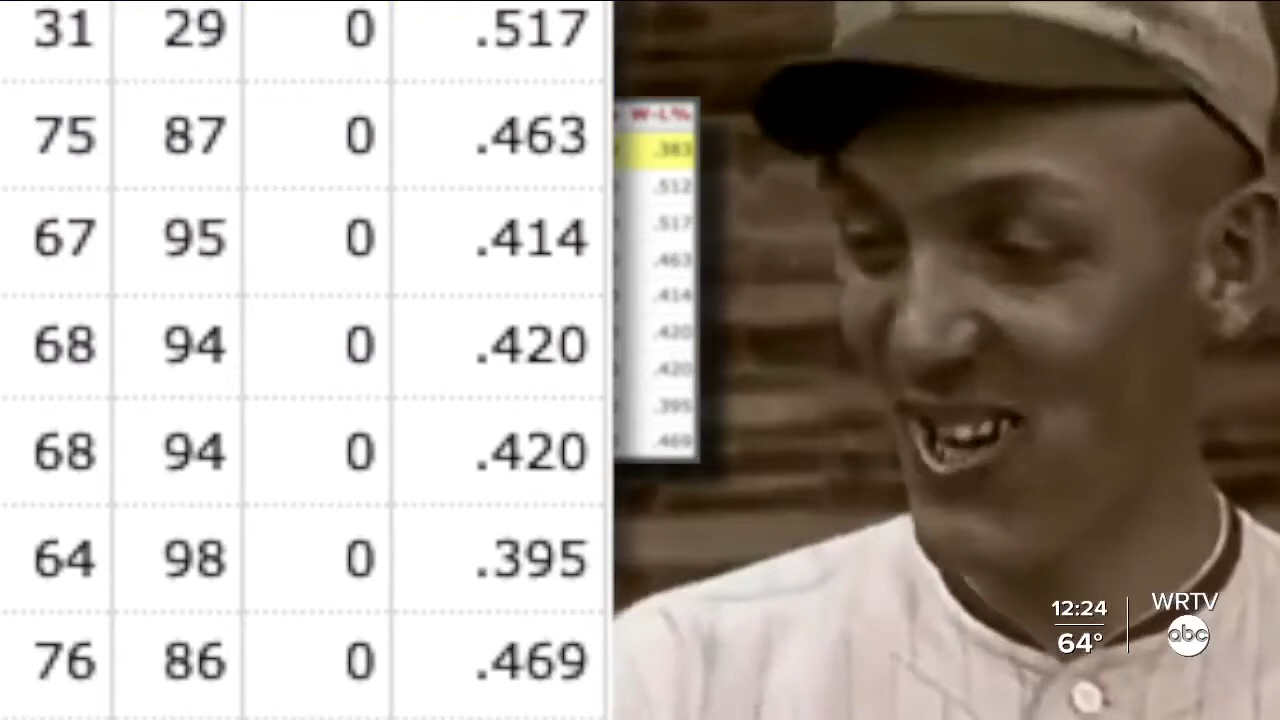 31 29 0 .517
75 87 0 .463
67 95 0 .414
68 94 0 .420
68 94 0 .420
64 98 0 .395
76 86 0 .469
W-L%
.383
.512
.517
.463
.414
.420
.420
.395
.469
12:24
64°
WRTV
abc